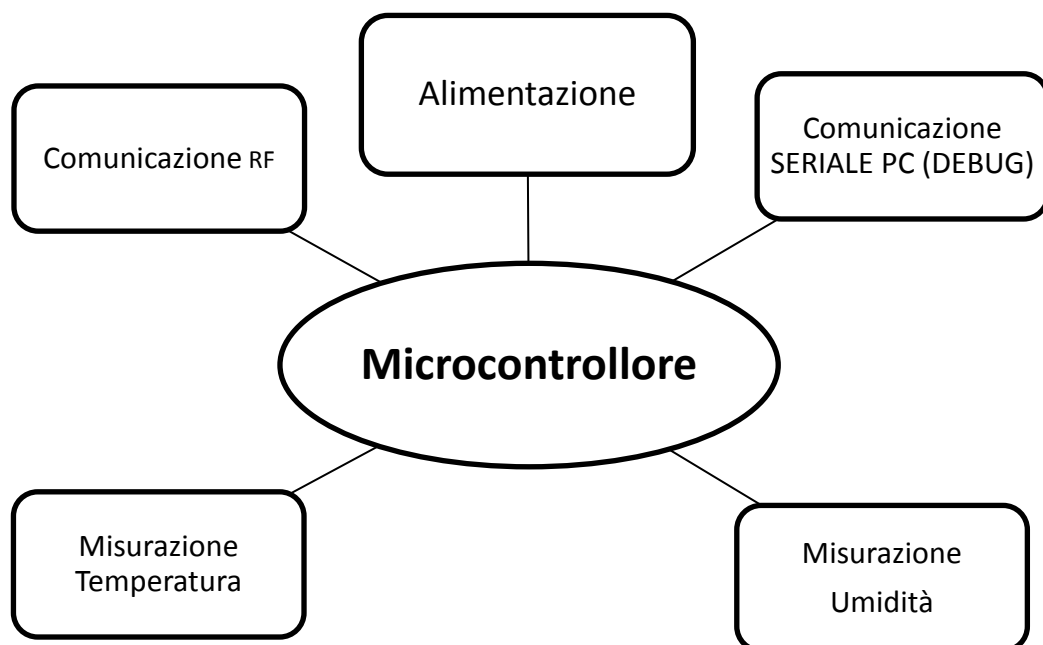 Alimentazione
Comunicazione RF
Comunicazione
SERIALE PC (DEBUG)
Microcontrollore
Misurazione
Temperatura
Misurazione
Umidità